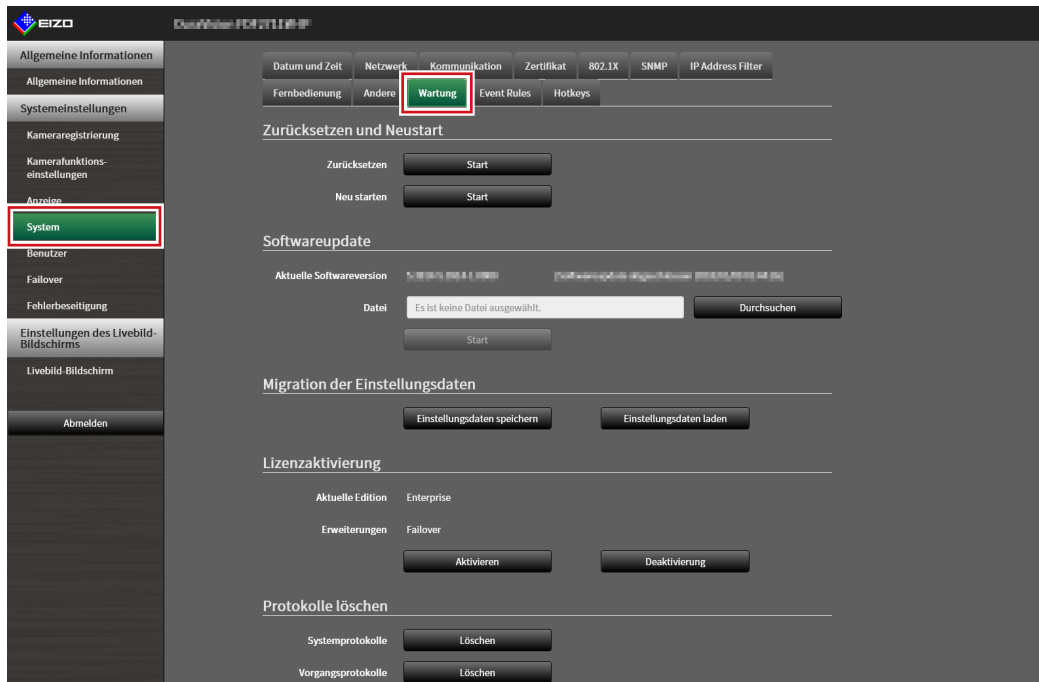 EIZO
Allgemeine Informationen
Allgemeine Informationen
Systemeinstellungen
Kameraregistrierung
Kamerafunktions-
einstellungen
Anzeige
System
Benutzer
Failover
Fehlerbeseitigung
Einstellungen des Livebild-
Bildschirms
Livebild-Bildschirm
Abmelden
Datum und Zeit Netzwerk Kommunikation Zertifikat 802.1X SNMP IP Address Filter
Fernbedienung Andere Wartung Event Rules Hotkeys
Zurücksetzen und Neustart
Zurücksetzen Start
Neu starten Start
Softwareupdate
Aktuelle Softwareversion
Datei Es ist keine Datei ausgewählt. Durchsuchen
Start
Migration der Einstellungsdaten
Einstellungsdaten speichern Einstellungsdaten laden
Lizenzaktivierung
Aktuelle Edition Enterprise
Erweiterungen Failover
Aktivieren Deaktivierung
Protokolle löschen
Systemprotokolle Löschen
Vorgangsprotokolle Löschen